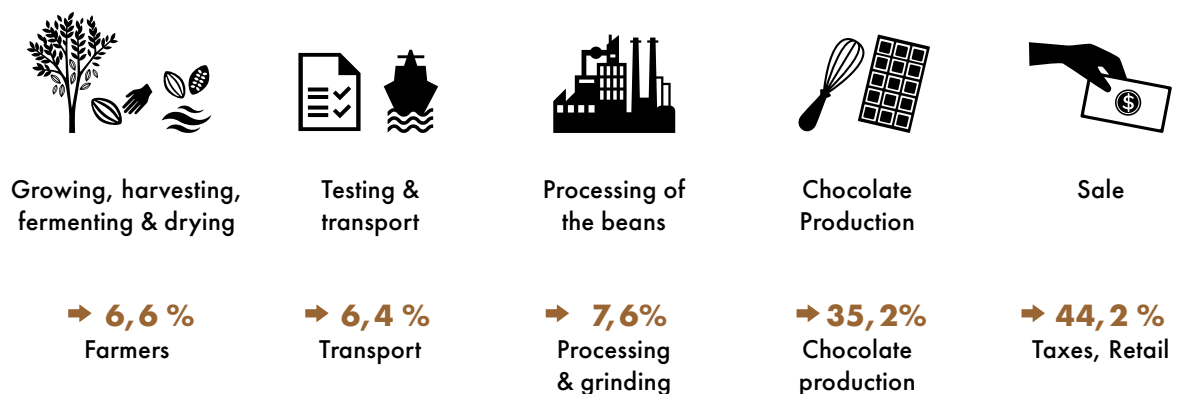 Growing, harvesting,
fermenting & drying
Testing &
transport
Processing of
the beans
Chocolate
Production
Sale
6,6 %
Farmers
6,4 %
Transport
7,6%
Processing
& grinding
35,2%
Chocolate
production
44,2 %
Taxes, Retail
$